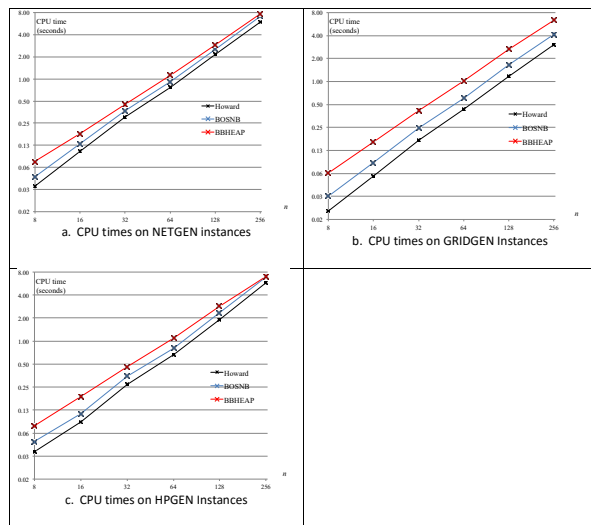 8.00
CPU time
(seconds)
4.00
2.00
1.00
0.50
0.25
0.13
0.06
0.03
0.02
Howard
BOSNB
BBHEAP
n
8 16 32 64 128 256
a. CPU times on NETGEN instances
8.00
CPU time
(seconds)
4.00
2.00
1.00
0.50
0.25
0.13
0.06
0.03
0.02
Howard
BOSNB
BBHEAP
n
8 16 32 64 128 256
b. CPU times on GRIDGEN Instances
8.00
CPU time
(seconds)
4.00
2.00
1.00
0.50
0.25
0.13
0.06
0.03
0.02
Howard
BOSNB
BBHEAP
n
8 16 32 64 128 256
c. CPU times on HPGEN Instances